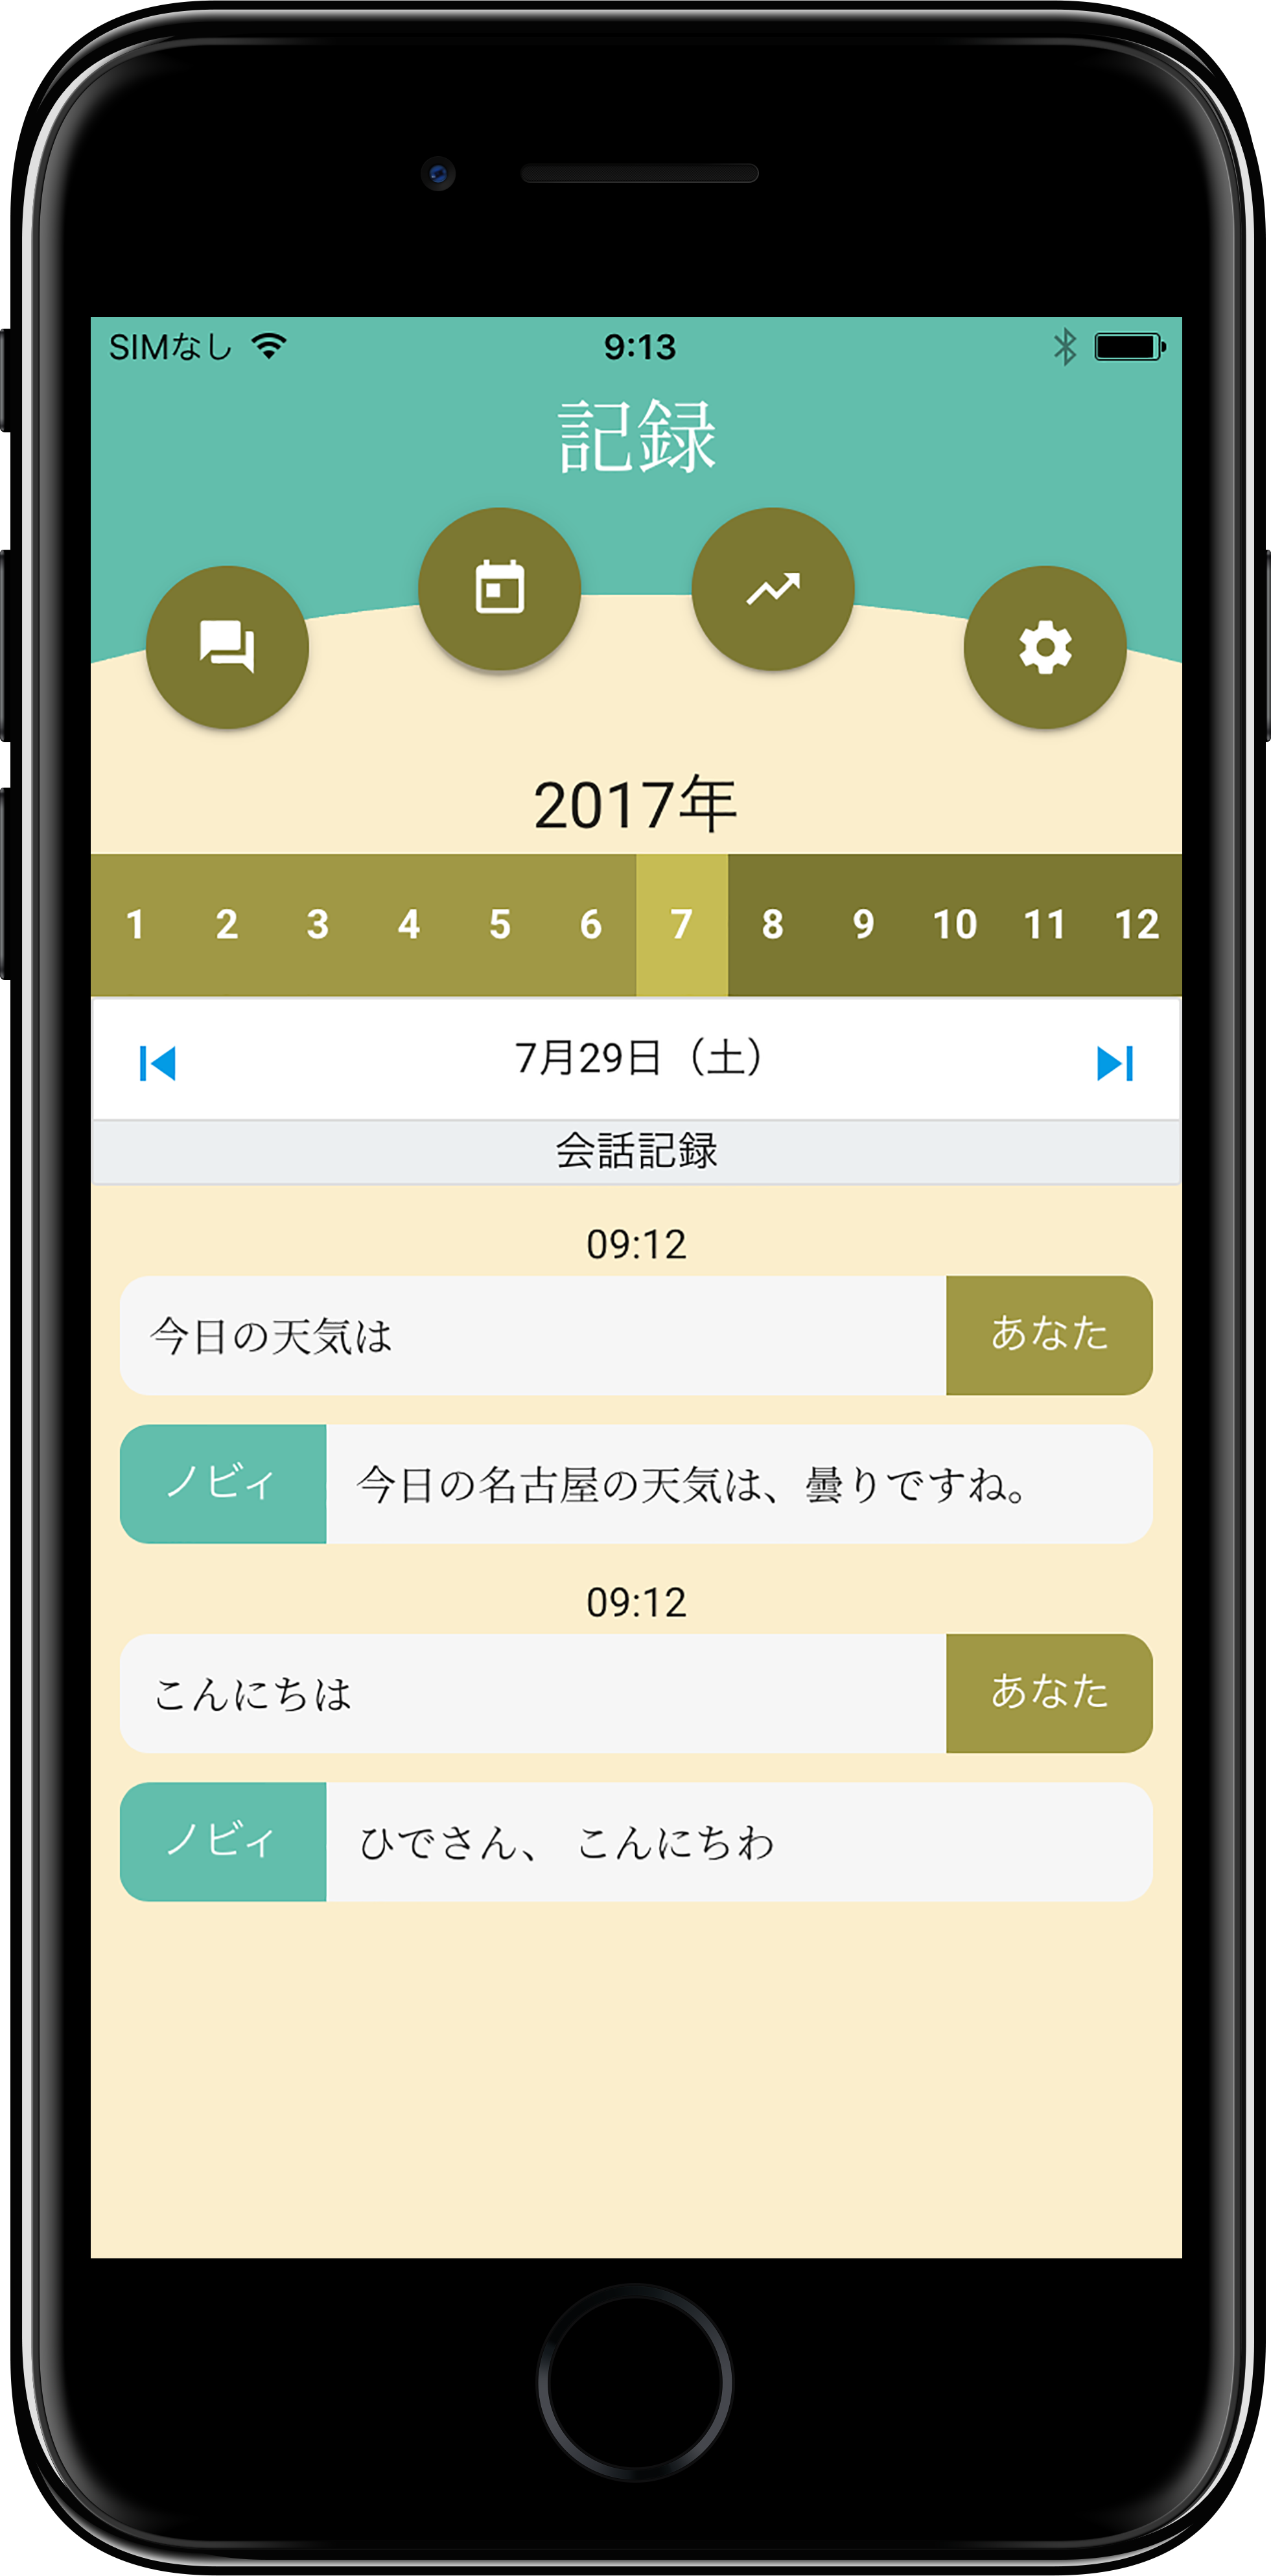 SIMなし 9:13
記録
2017年
1 2 3 4 5 6 7 8 9 10 11 12
7月29日（土）
会話記録
09:12
今日の天気は あなた
ノビィ 今日の名古屋の天気は、曇りですね。
09:12
こんにちは あなた
ノビィ ひでさん、 こんにちわ